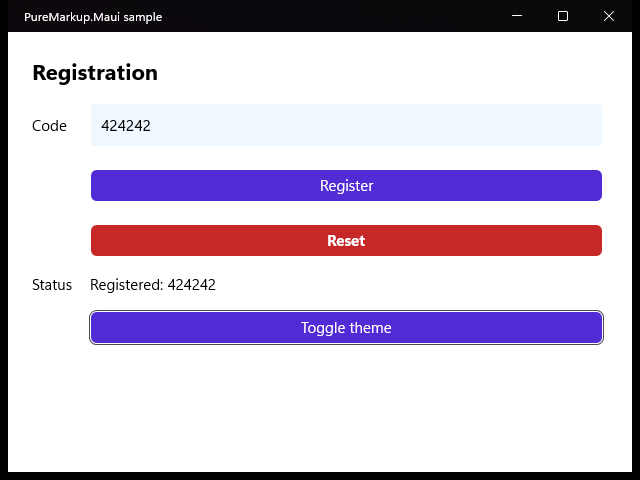 PureMarkup.Maui sample
Registration
Code 424242
Register
Reset
Status Registered: 424242
Toggle theme